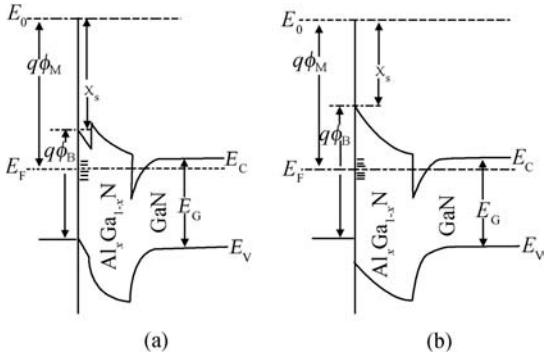 E₀
qϕM
χs
qϕB
EF
AlxGa1-xN
GaN
EC
EG
EV
(a)
E₀
qϕM
χs
qϕB
EF
AlxGa1-xN
GaN
EC
EG
EV
(b)